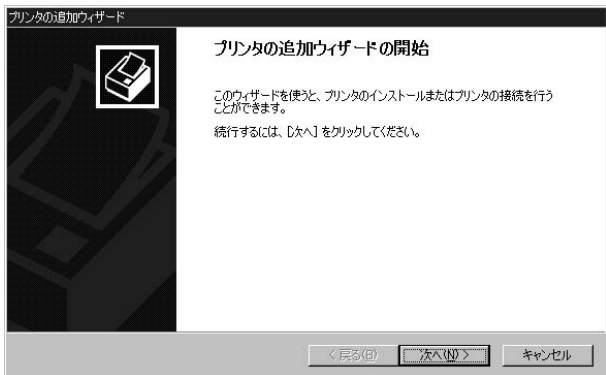 プリンタの追加ウィザード
プリンタの追加ウィザードの開始
このウィザードを使うと、プリンタのインストールまたはプリンタの接続を行う
ことができます。
続行するには、[次へ] をクリックしてください。
< 戻る(B)
次へ(N) >
キャンセル